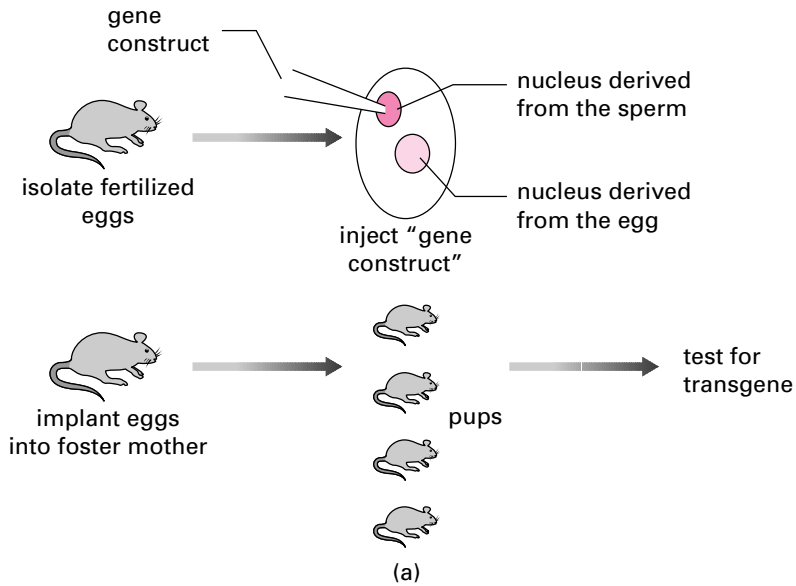 gene
construct
nucleus derived
from the sperm
isolate fertilized
eggs
nucleus derived
from the egg
inject “gene
construct”
implant eggs
into foster mother
pups
test for
transgene
(a)